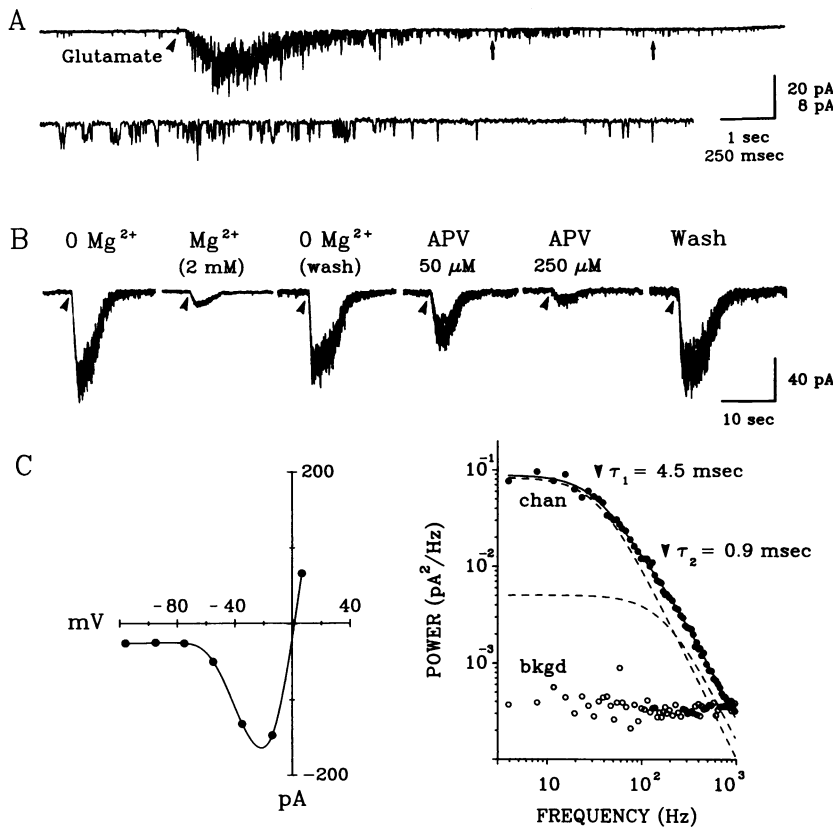 A
Glutamate
20 pA
8 pA
1 sec
250 msec
B
0 Mg²⁺
Mg²⁺
(2 mM)
0 Mg²⁺
(wash)
APV
50 μM
APV
250 μM
Wash
40 pA
10 sec
C
200
mV
-80
-40
40
-200
pA
POWER (pA²/Hz)
10⁻¹
10⁻²
10⁻³
chan
τ₁ = 4.5 msec
τ₂ = 0.9 msec
bkgd
10
10²
10³
FREQUENCY (Hz)